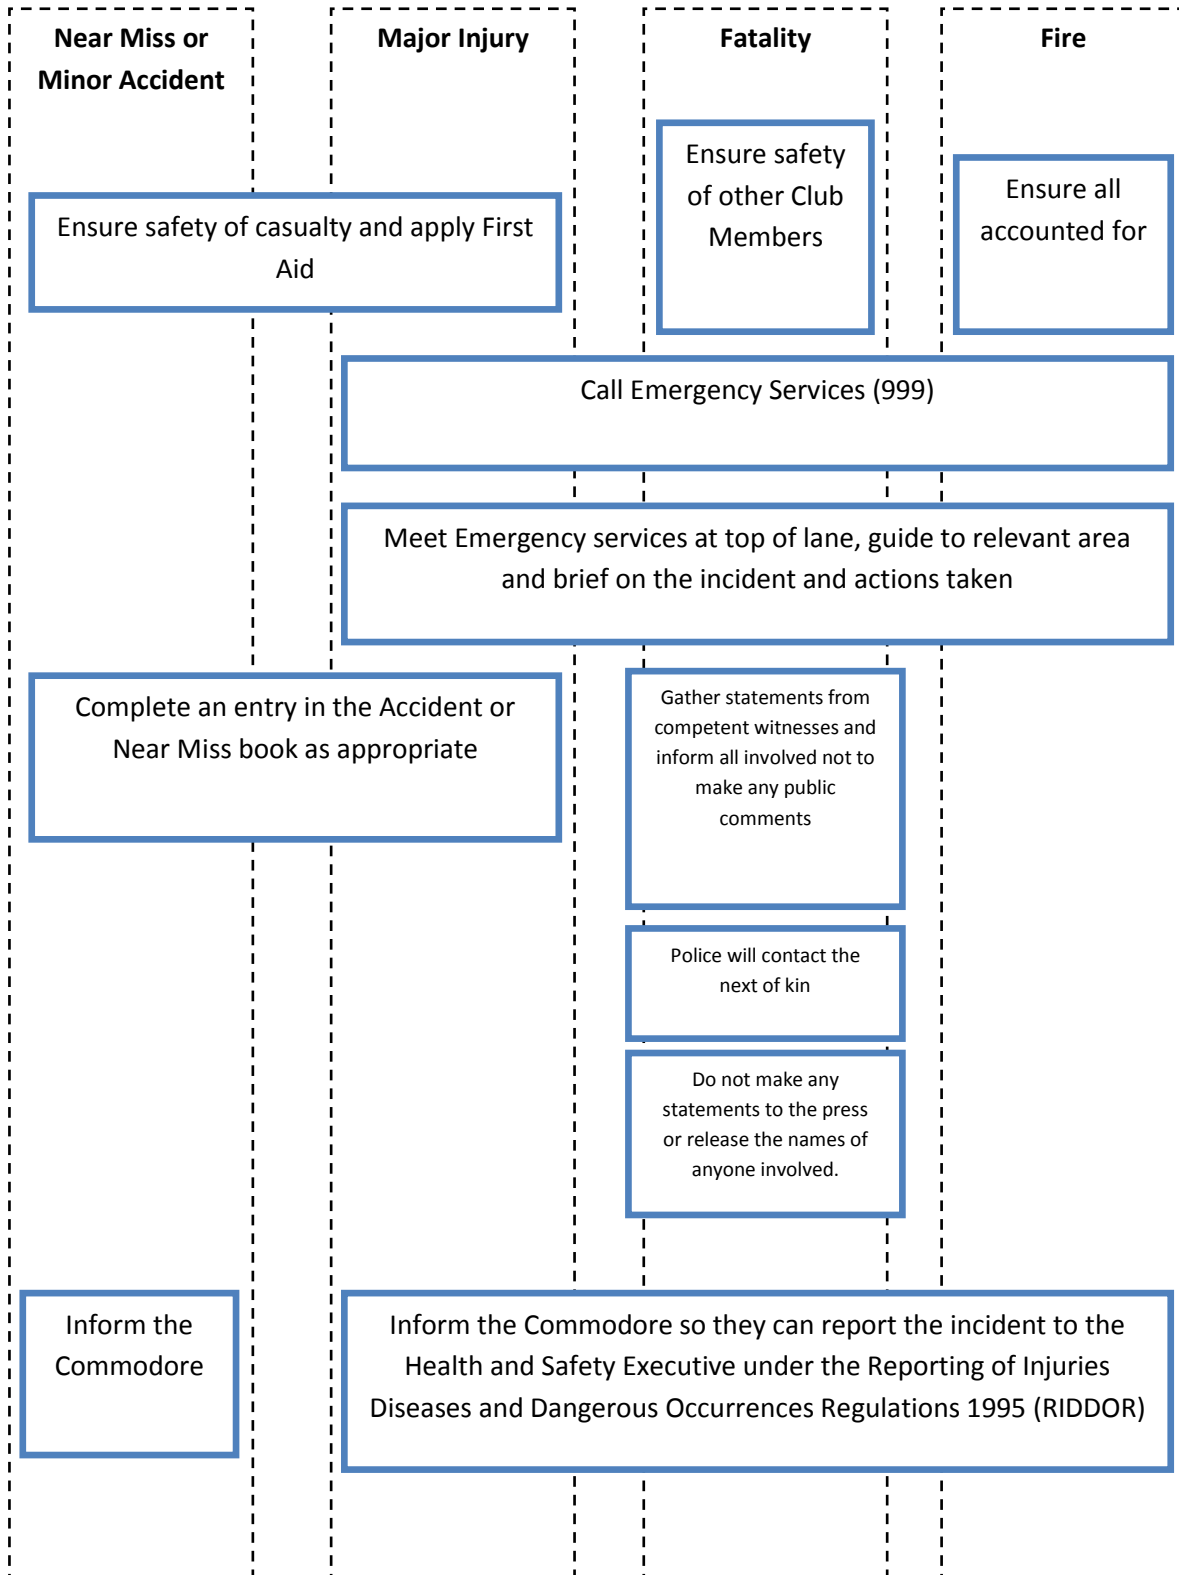 Near Miss or
Minor Accident
Major Injury
Fatality
Fire
Ensure safety of casualty and apply First
Aid
Ensure safety
of other Club
Members
Ensure all
accounted for
Call Emergency Services (999)
Meet Emergency services at top of lane, guide to relevant area
and brief on the incident and actions taken
Complete an entry in the Accident or
Near Miss book as appropriate
Gather statements from
competent witnesses and
inform all involved not to
make any public
comments
Police will contact the
next of kin
Do not make any
statements to the press
or release the names of
anyone involved.
Inform the
Commodore
Inform the Commodore so they can report the incident to the
Health and Safety Executive under the Reporting of Injuries
Diseases and Dangerous Occurrences Regulations 1995 (RIDDOR)